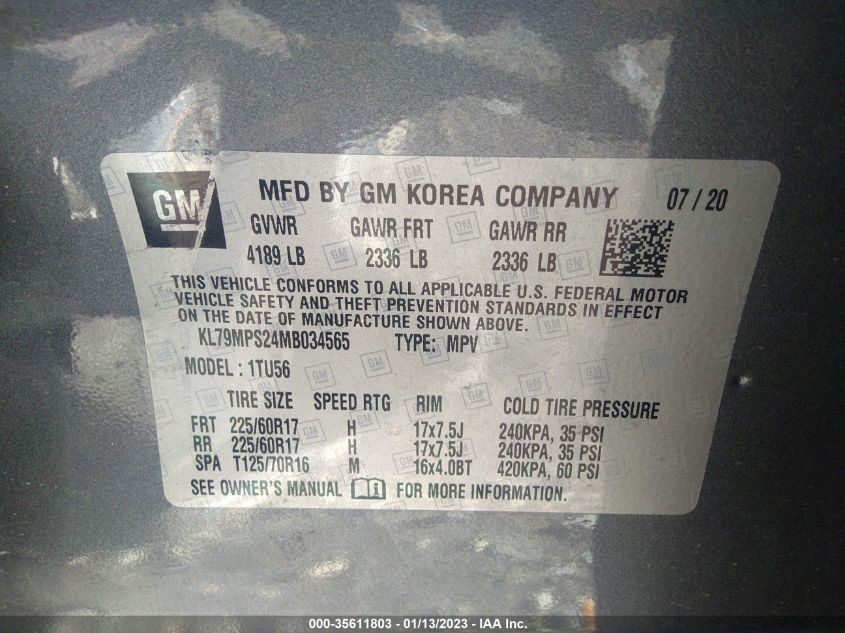 GM MFD BY GM KOREA COMPANY 07 / 20
GVWR GAWR FRT GAWR RR
4189 LB 2336 LB 2336 LB
THIS VEHICLE CONFORMS TO ALL APPLICABLE U.S. FEDERAL MOTOR
VEHICLE SAFETY AND THEFT PREVENTION STANDARDS IN EFFECT
ON THE DATE OF MANUFACTURE SHOWN ABOVE.
KL79MPS24MB034565 TYPE: MPV
MODEL: 1TU56
TIRE SIZE SPEED RTG RIM COLD TIRE PRESSURE
FRT 225/60R17 H 17x7.5J 240KPA, 35 PSI
RR 225/60R17 H 17x7.5J 240KPA, 35 PSI
SPA T125/70R16 M 16x4.0BT 420KPA, 60 PSI
SEE OWNER'S MANUAL FOR MORE INFORMATION.
000-35611803 - 01/13/2023 - IAA Inc.